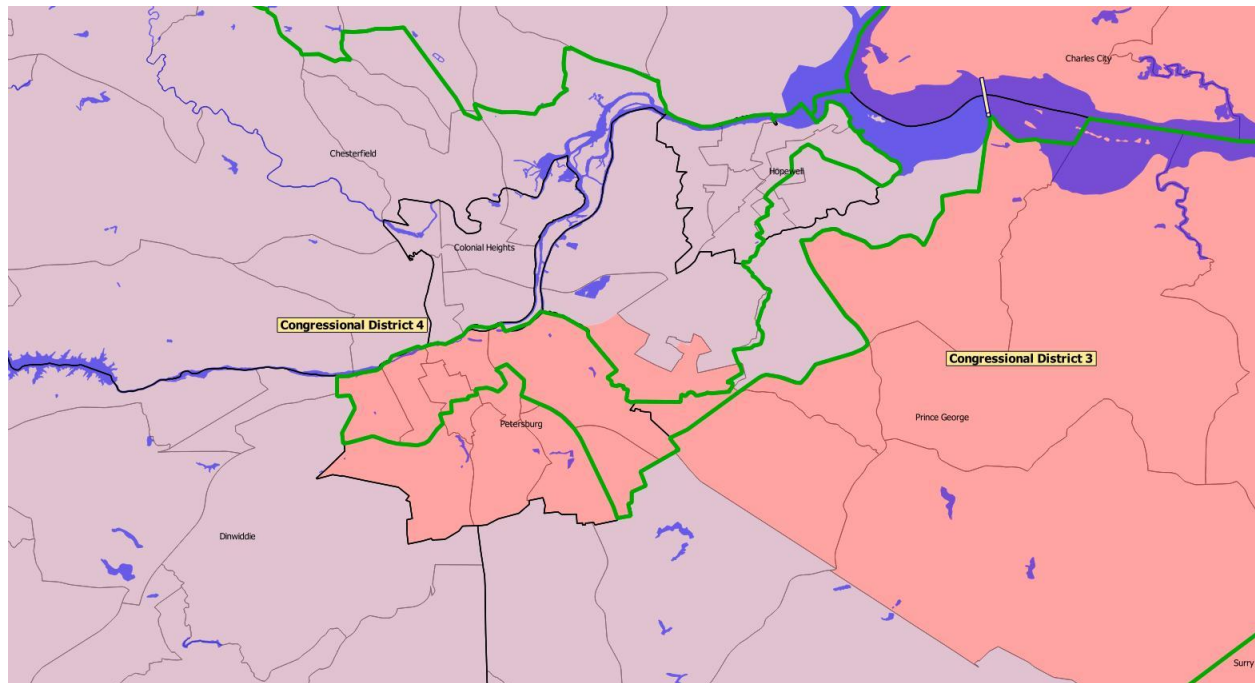 Charles City
Chesterfield
Hopewell
Colonial Heights
Congressional District 4
Congressional District 3
Prince George
Petersburg
Dinwiddie
Surry